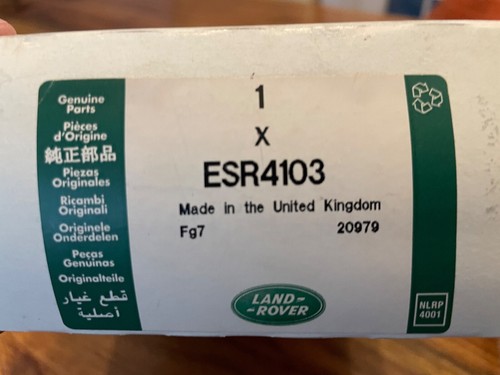 Genuine
Parts
Pièces
d'Origine
純正部品
Piezas
Originales
Ricambi
Originali
Originele
Onderdelen
Peças
Genuinas
Originalteile
قطع غيار
أصلية
1
X
ESR4103
Made in the United Kingdom
Fg7 20979
LAND-
-ROVER
NLRP
4001